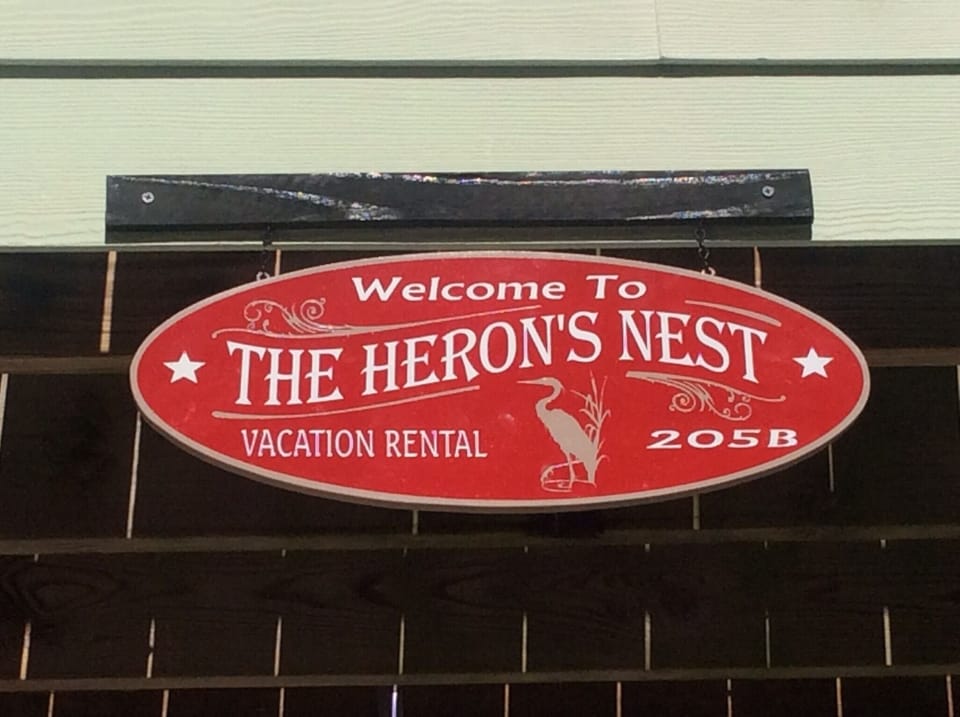 Welcome To
THE HERON'S NEST
VACATION RENTAL
205B